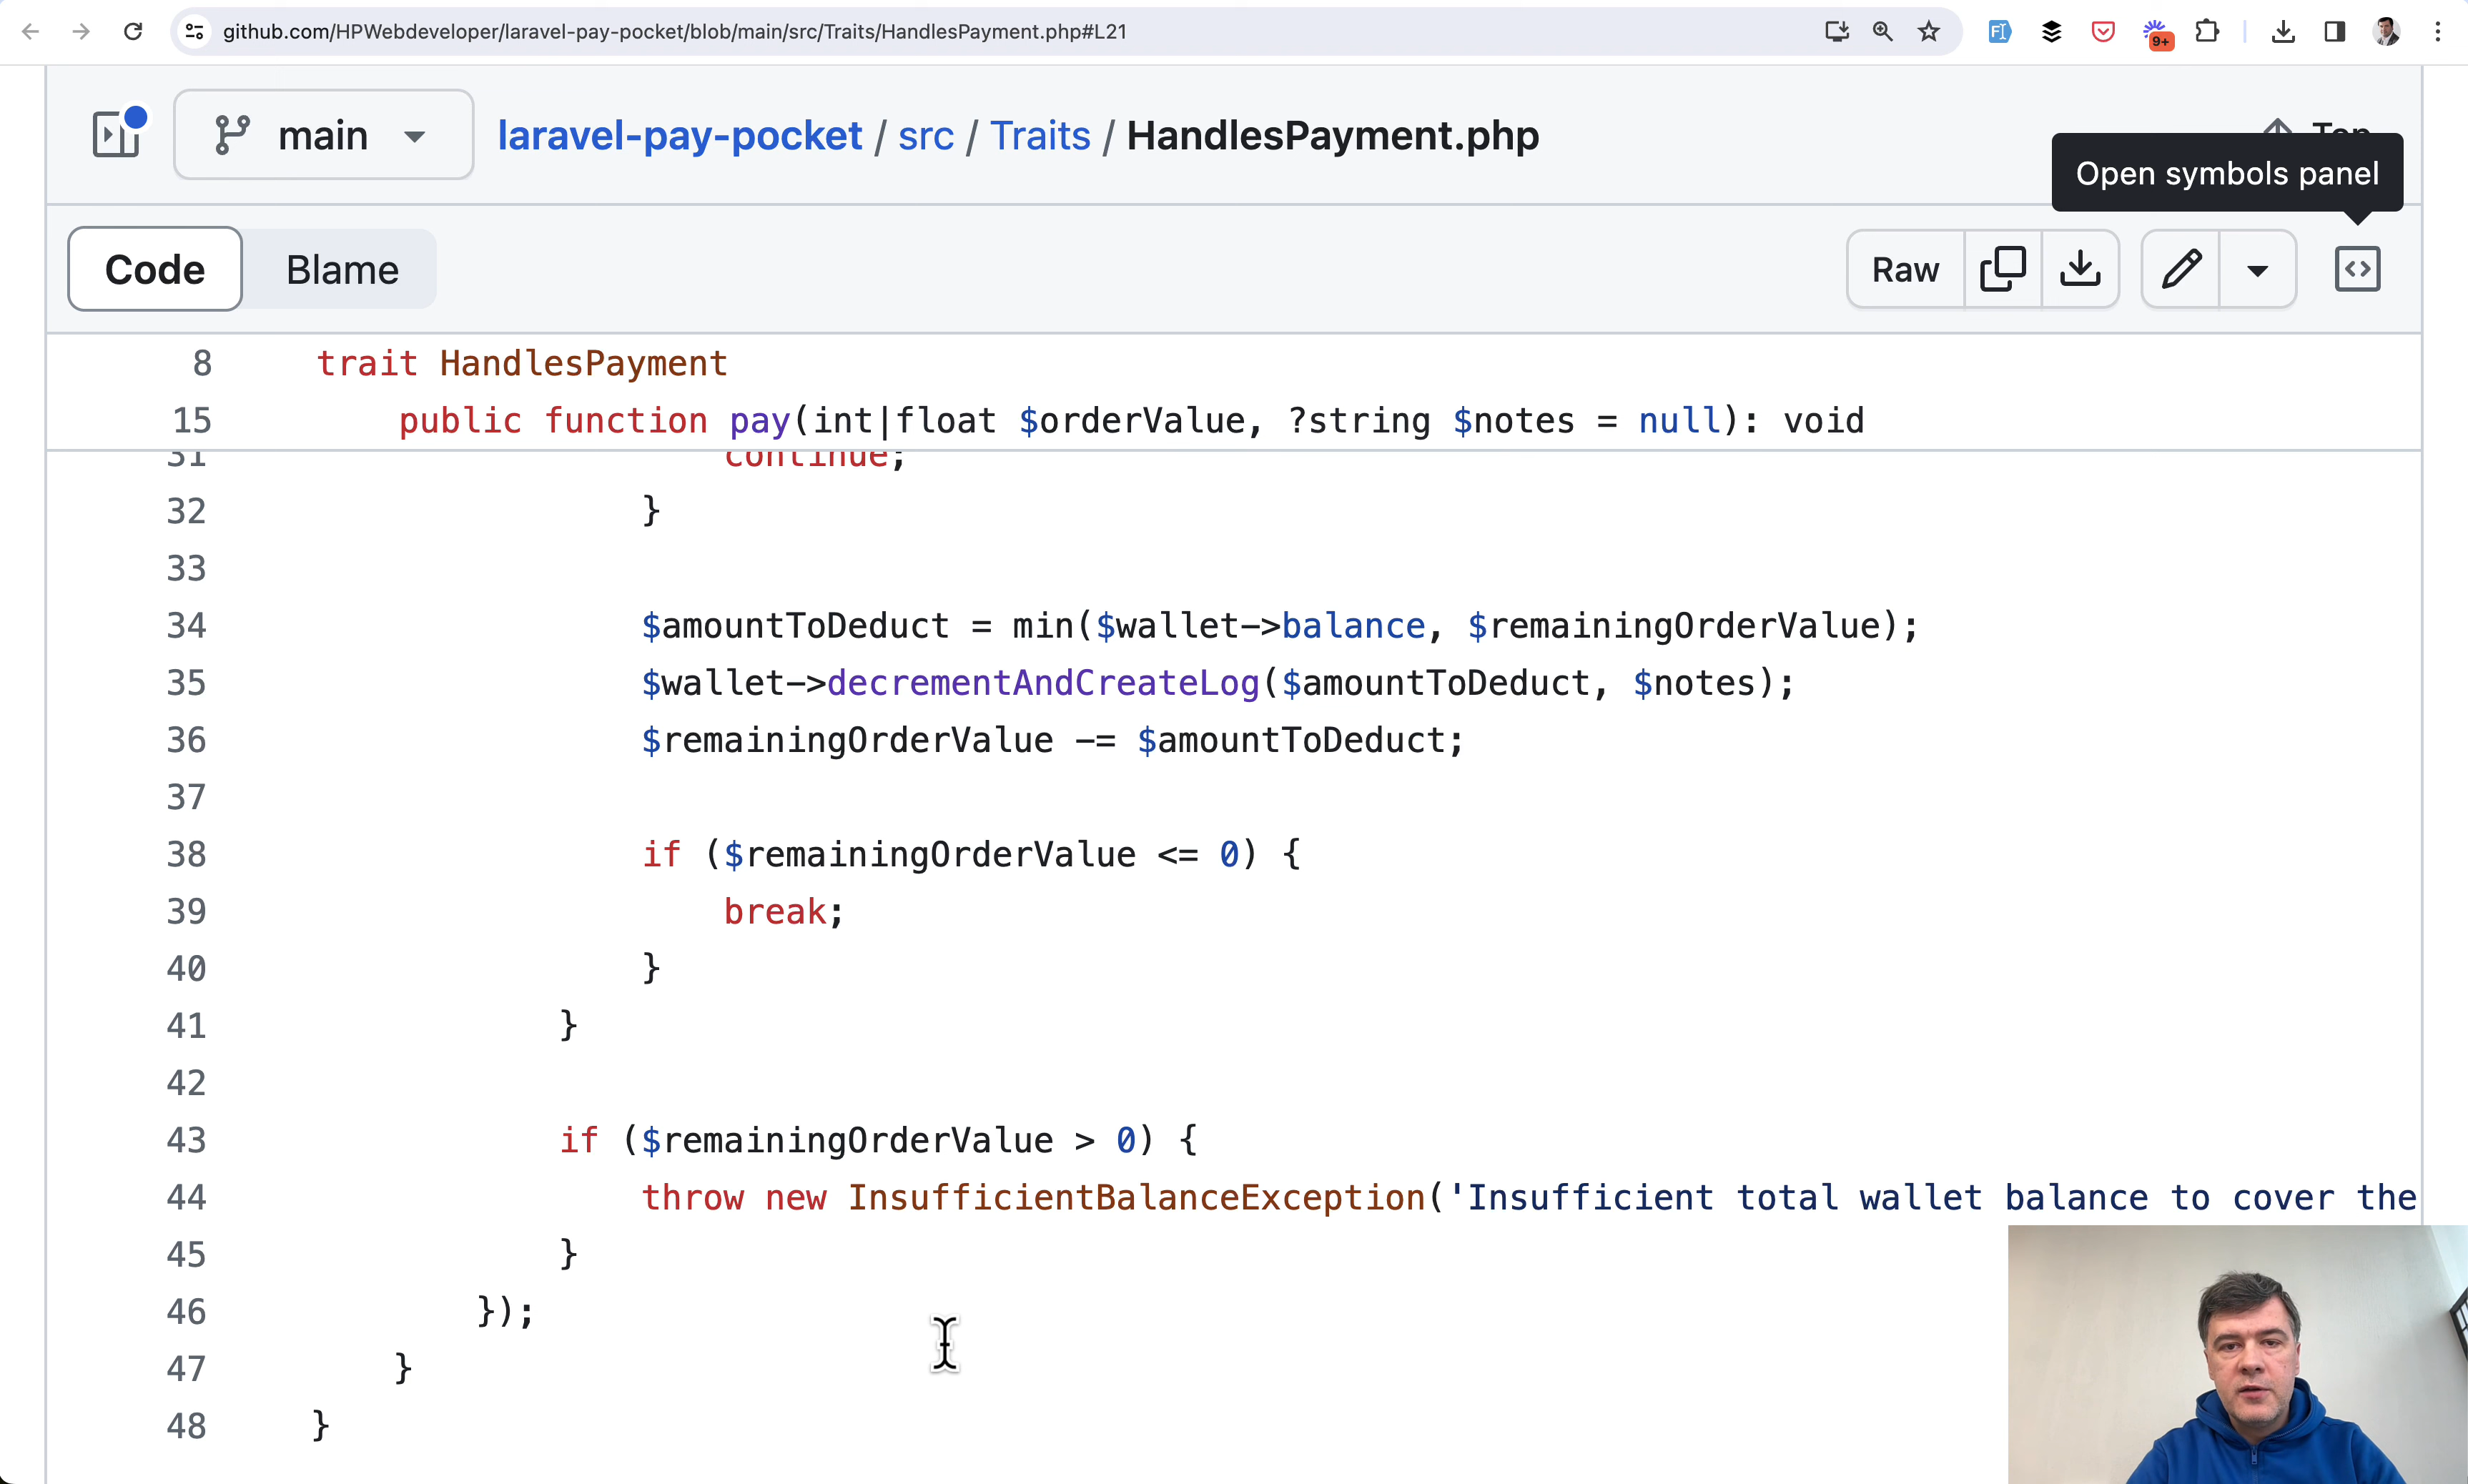 github.com/HPWebdeveloper/laravel-pay-pocket/blob/main/src/Traits/HandlesPayment.php#L21
9+
main
laravel-pay-pocket / src / Traits / HandlesPayment.php
Top
Open symbols panel
Code
Blame
Raw
8 trait HandlesPayment
15 public function pay(int|float $orderValue, ?string $notes = null): void
31 continue;
32 }
33
34 $amountToDeduct = min($wallet->balance, $remainingOrderValue);
35 $wallet->decrementAndCreateLog($amountToDeduct, $notes);
36 $remainingOrderValue -= $amountToDeduct;
37
38 if ($remainingOrderValue <= 0) {
39 break;
40 }
41 }
42
43 if ($remainingOrderValue > 0) {
44 throw new InsufficientBalanceException('Insufficient total wallet balance to cover the
45 }
46 });
47 }
48 }